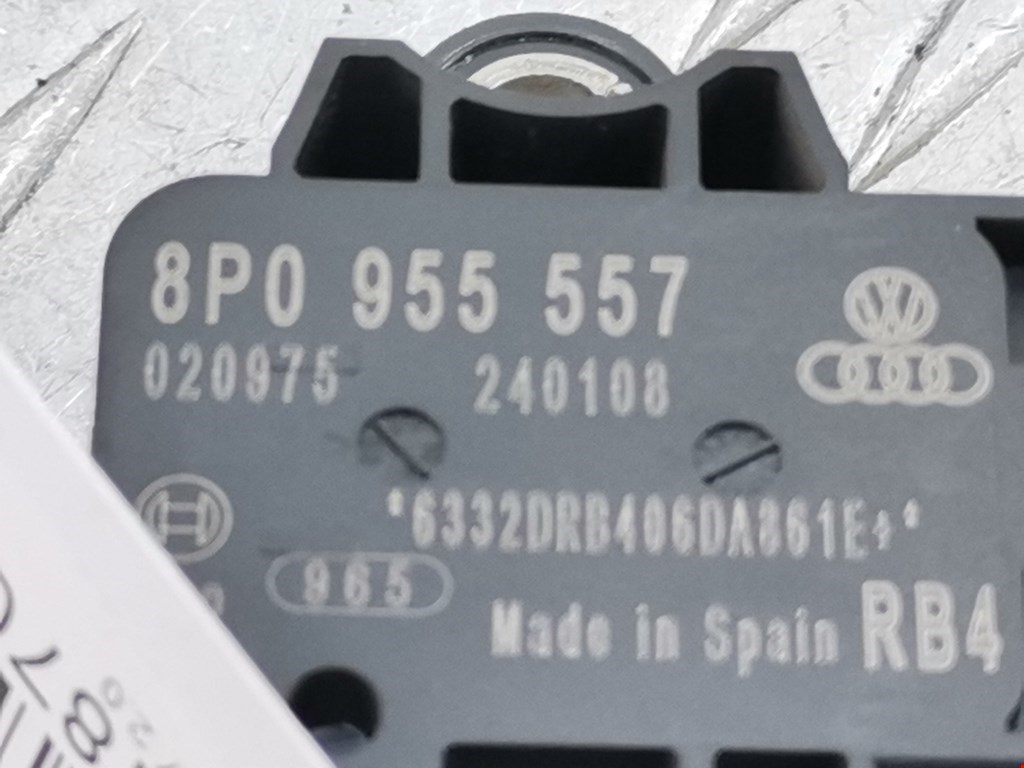 8P0 955 557
020975 240108
*6332DRB406DA861E+*
965
Made in Spain RB4